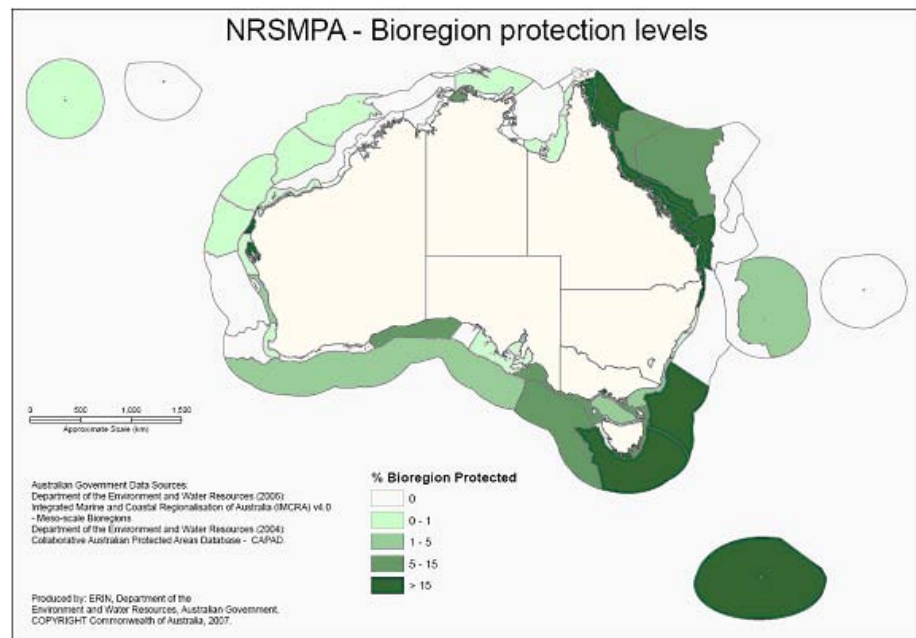 NRSMPA - Bioregion protection levels
0 500 1,000 1,500
Approximate Scale (km)
Australian Government Data Sources:
Department of the Environment and Water Resources (2006):
Integrated Marine and Coastal Regionalisation of Australia (IMCRA) v4.0
- Meso-scale Bioregions
Department of the Environment and Water Resources (2004):
Collaborative Australian Protected Areas Database - CAPAD.
Produced by: ERIN, Department of the
Environment and Water Resources, Australian Government.
COPYRIGHT Commonwealth of Australia, 2007.
% Bioregion Protected
0
0 - 1
1 - 5
5 - 15
> 15